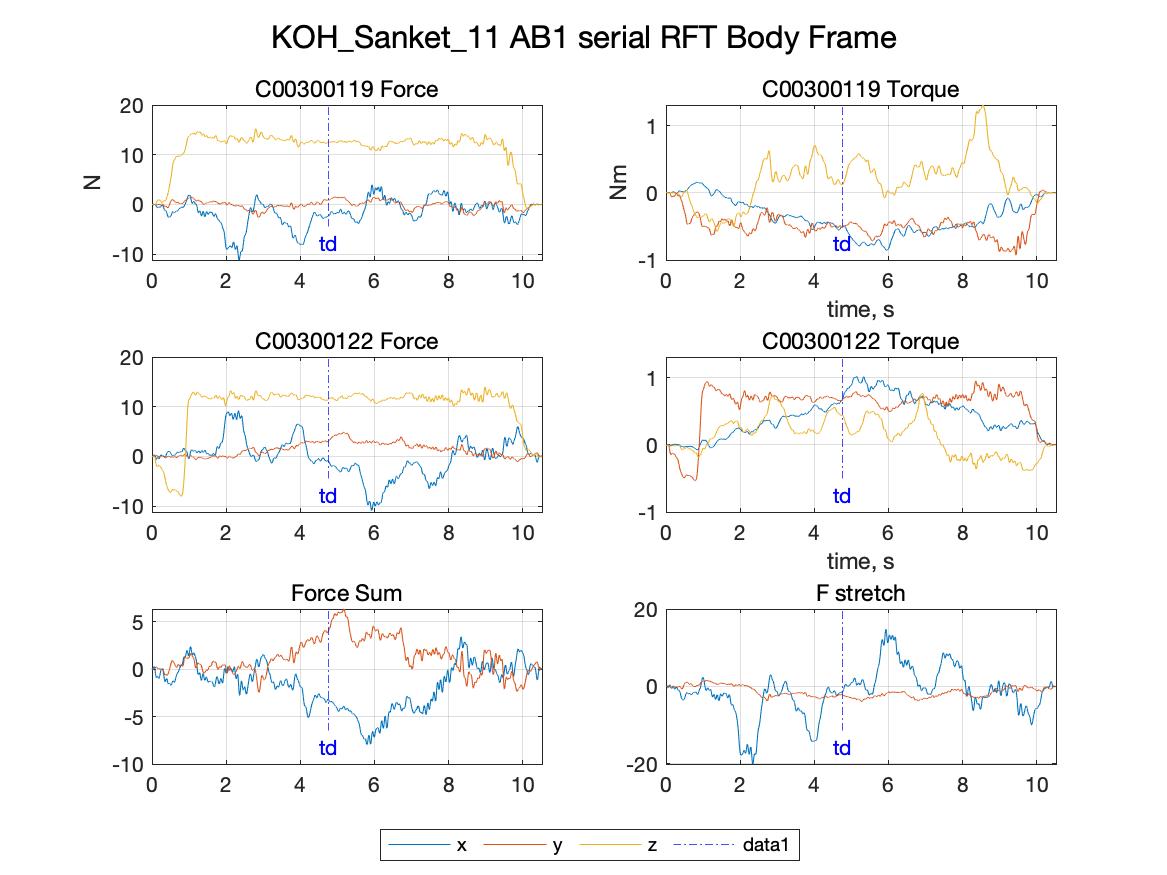 KOH_Sanket_11 AB1 serial RFT Body Frame
C00300119 Force
20
10
0
-10
N
td
0 2 4 6 8 10
C00300119 Torque
1
0
-1
Nm
td
0 2 4 6 8 10
time, s
C00300122 Force
20
10
0
-10
td
0 2 4 6 8 10
C00300122 Torque
1
0
-1
td
0 2 4 6 8 10
time, s
Force Sum
5
0
-5
-10
td
0 2 4 6 8 10
F stretch
20
0
-20
td
0 2 4 6 8 10
x y z data1